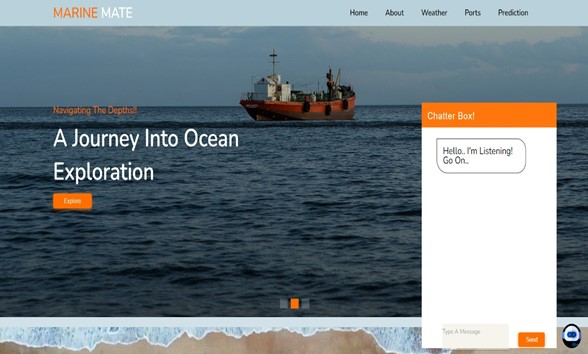 MARINE MATE
Home About Weather Ports Prediction
Navigating The Depths!!
A Journey Into Ocean
Exploration
Explore
Chatter Box!
Hello.. I'm Listening!
Go On..
Type A Message
Send